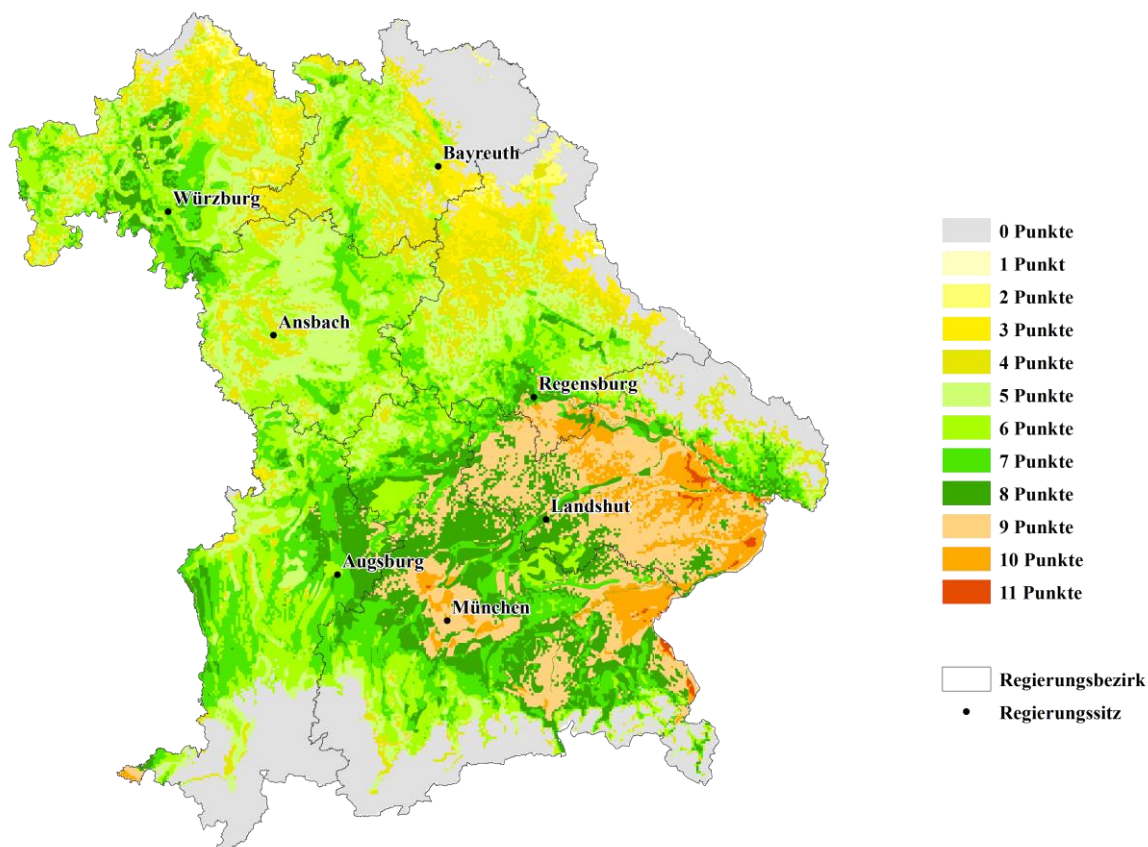 Bayreuth
Würzburg
Ansbach
Regensburg
Landshut
Augsburg
München
0 Punkte
1 Punkt
2 Punkte
3 Punkte
4 Punkte
5 Punkte
6 Punkte
7 Punkte
8 Punkte
9 Punkte
10 Punkte
11 Punkte
Regierungsbezirk
Regierungssitz